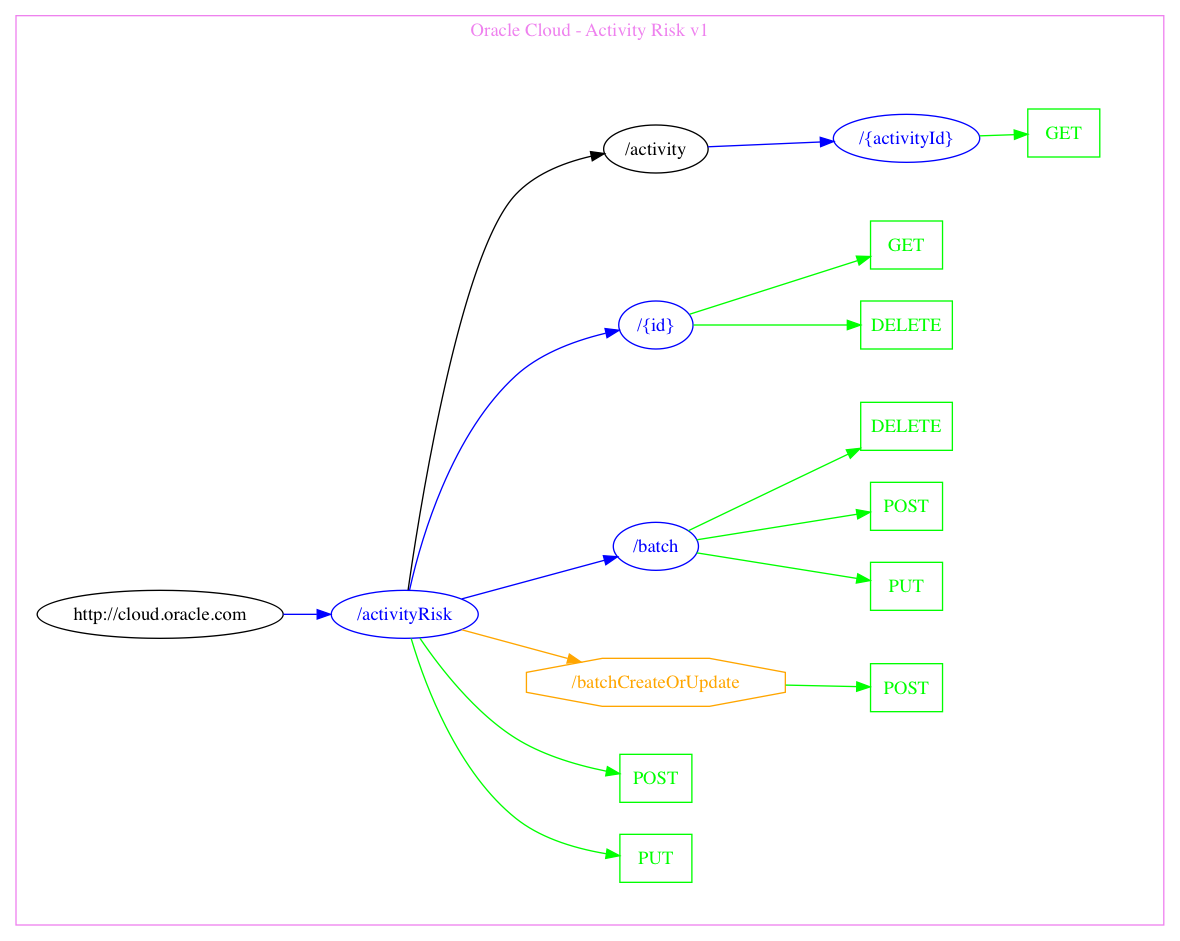 Oracle Cloud - Activity Risk v1
/activity
/{activityId}
GET
GET
/{id}
DELETE
DELETE
POST
/batch
PUT
http://cloud.oracle.com
/activityRisk
/batchCreateOrUpdate
POST
POST
PUT